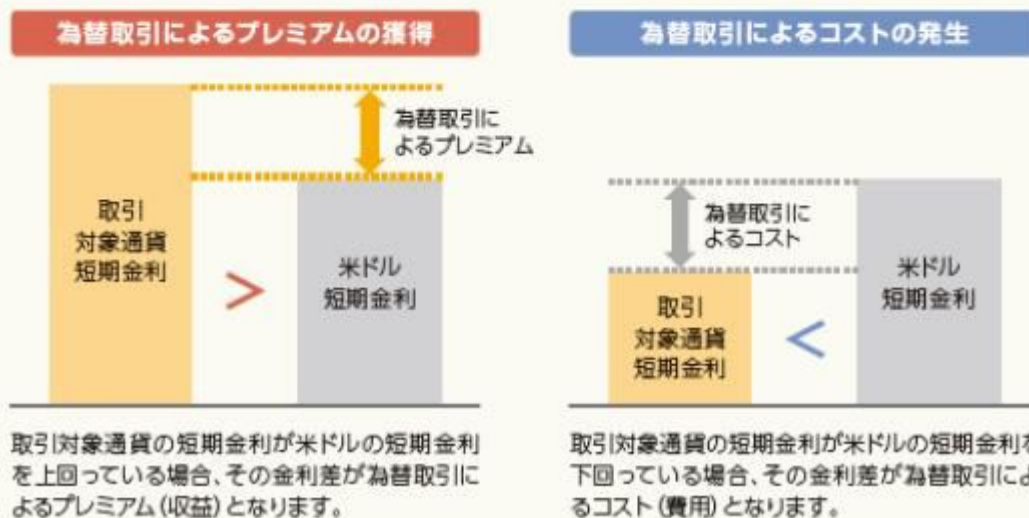 為替取引によるプレミアムの獲得
為替取引に
よるプレミアム
取引
対象通貨
短期金利
>
米ドル
短期金利
取引対象通貨の短期金利が米ドルの短期金利
を上回っている場合、その金利差が為替取引に
よるプレミアム(収益)となります。
為替取引によるコストの発生
為替取引に
よるコスト
取引
対象通貨
短期金利
<
米ドル
短期金利
取引対象通貨の短期金利が米ドルの短期金利を
下回っている場合、その金利差が為替取引によ
るコスト(費用)となります。